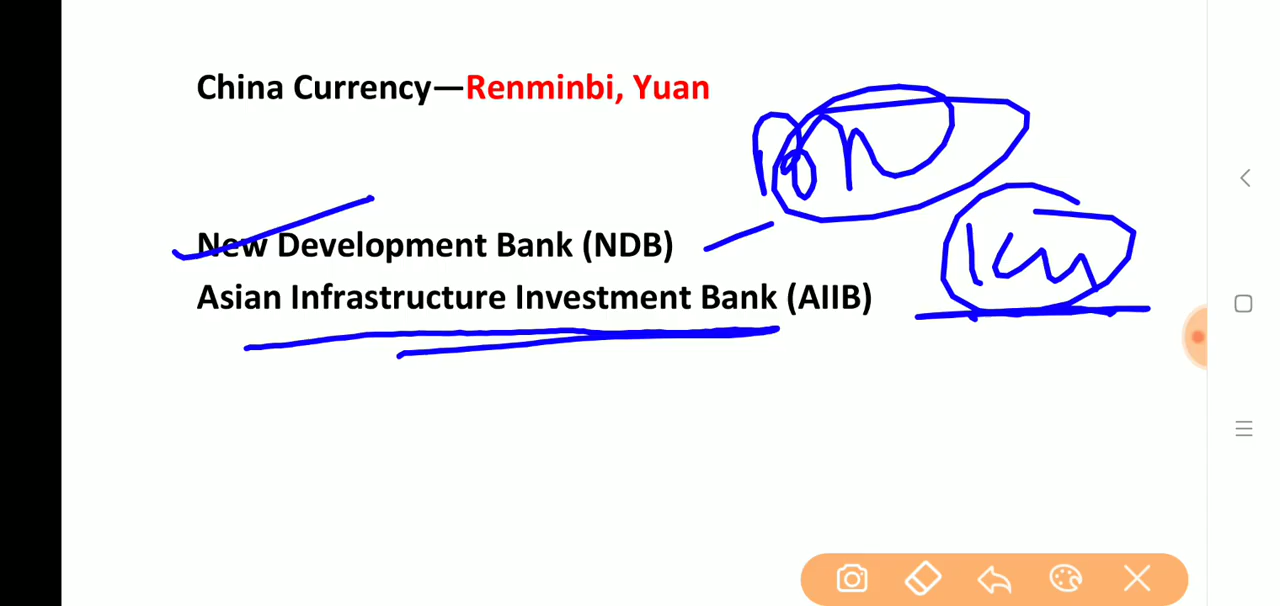 China Currency—Renminbi, Yuan
New Development Bank (NDB)
Asian Infrastructure Investment Bank (AIIB)